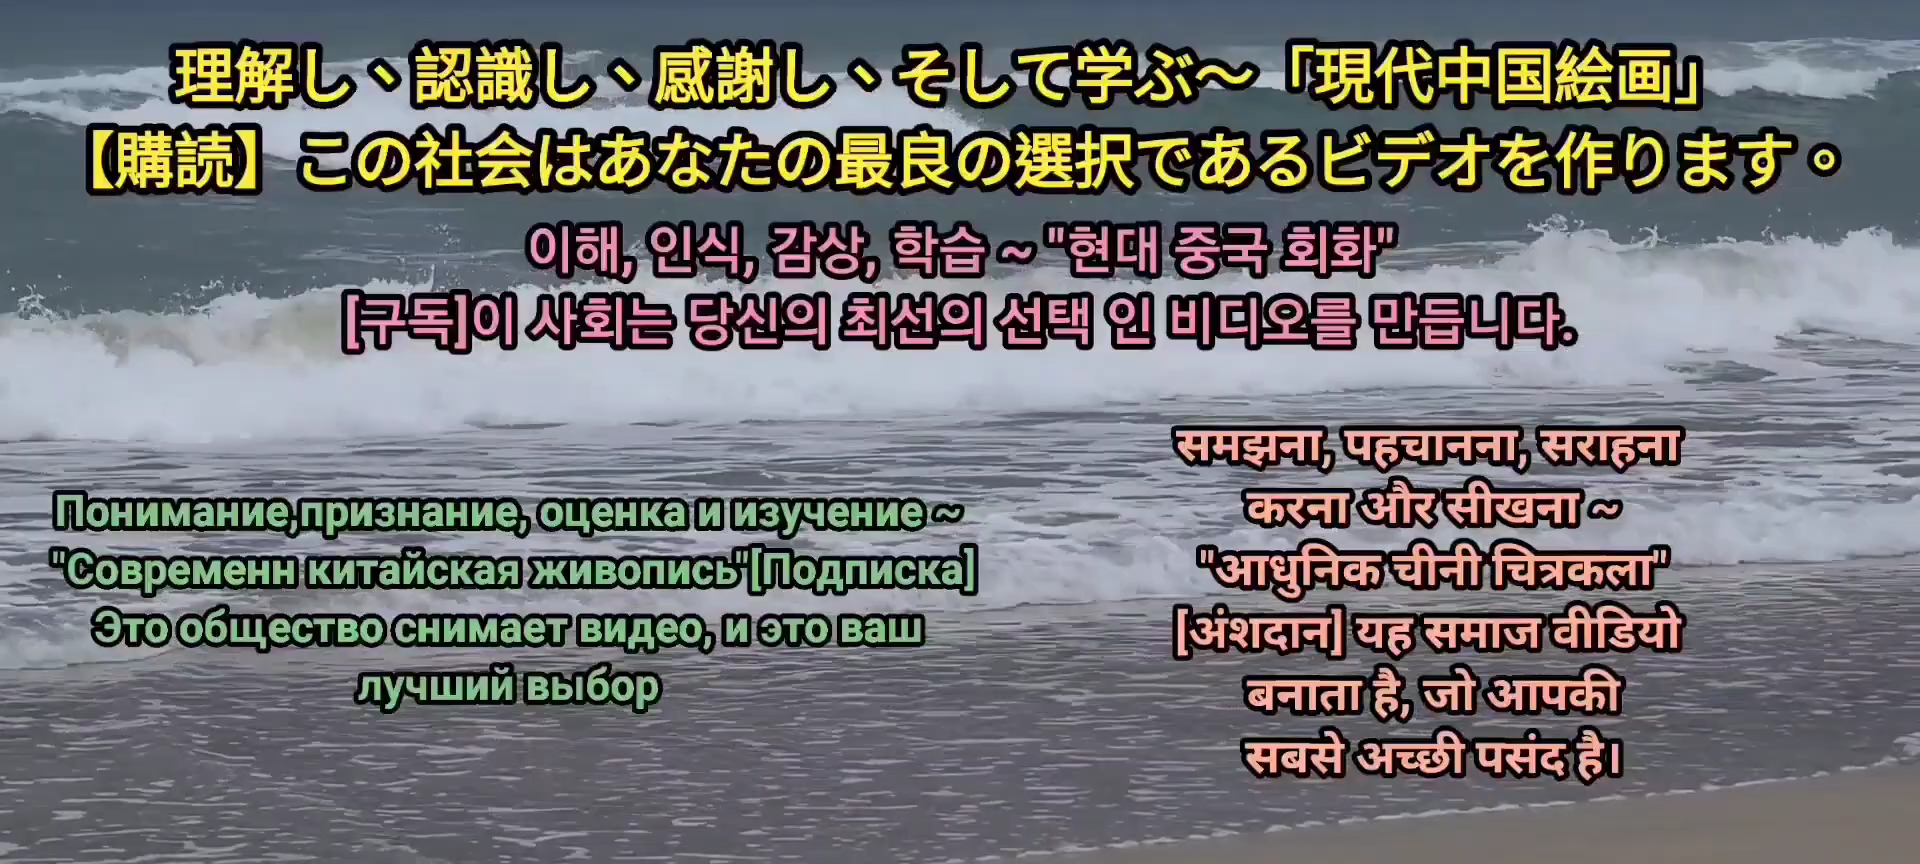 理解し、認識し、感謝し、そして学ぶ～「現代中国絵画」
【購読】この社会はあなたの最良の選択であるビデオを作ります。
이해, 인식, 감상, 학습 ~ "현대 중국 회화"
[구독]이 사회는 당신의 최선의 선택 인 비디오를 만듭니다.
Понимание,признание, оценка и изучение ~
"Современн китайская живопись"[Подписка]
Это общество снимает видео, и это ваш
лучший выбор
समझना, पहचानना, सराहना
करना और सीखना ~
"आधुनिक चीनी चित्रकला"
[अंशदान] यह समाज वीडियो
बनाता है, जो आपकी
सबसे अच्छी पसंद है।